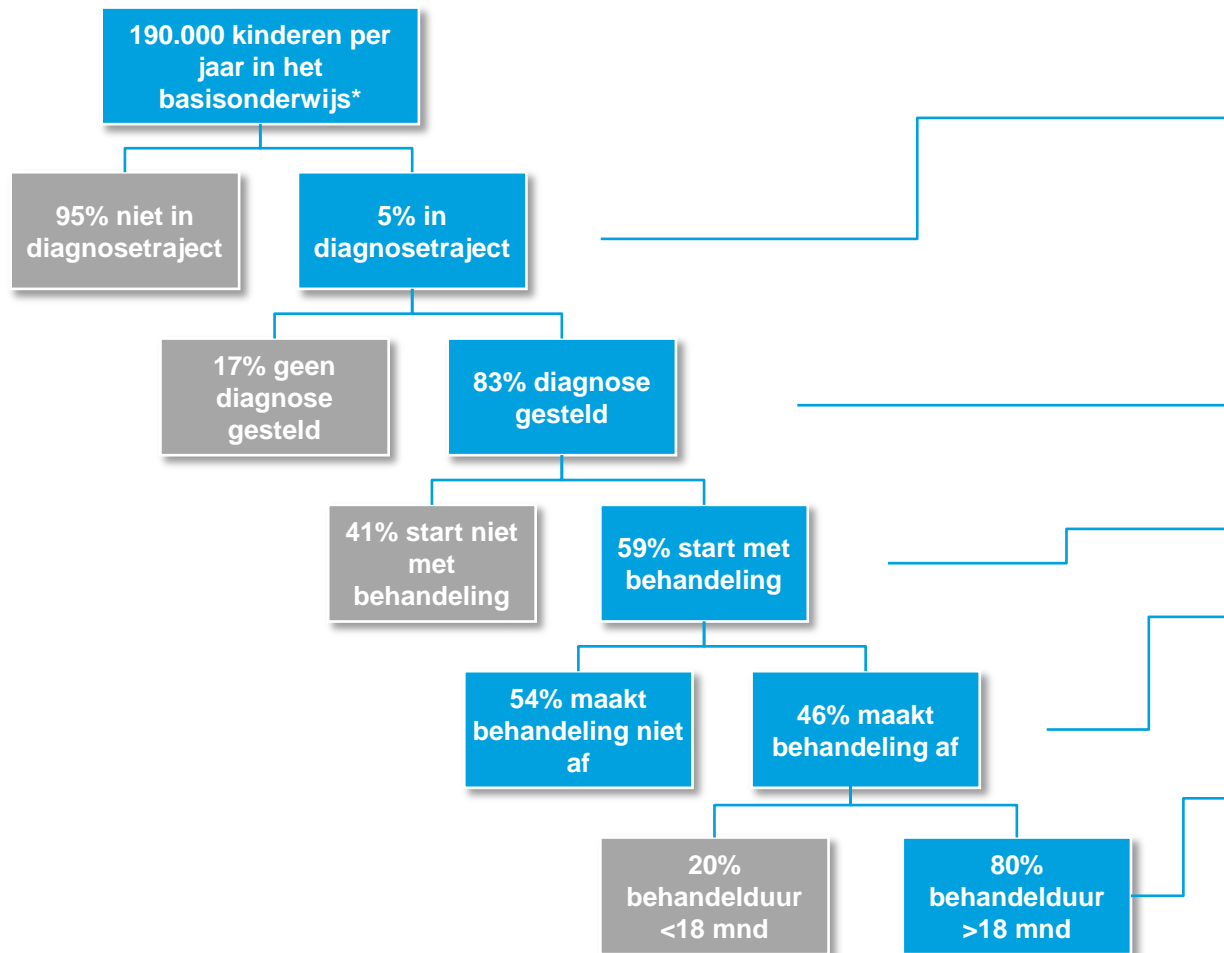 190.000 kinderen per
jaar in het
basisonderwijs*
95% niet in
diagnosetraject
5% in
diagnosetraject
17% geen
diagnose
gesteld
83% diagnose
gesteld
41% start niet
met
behandeling
59% start met
behandeling
54% maakt
behandeling niet
af
46% maakt
behandeling af
20%
behandelduur
<18 mnd
80%
behandelduur
>18 mnd